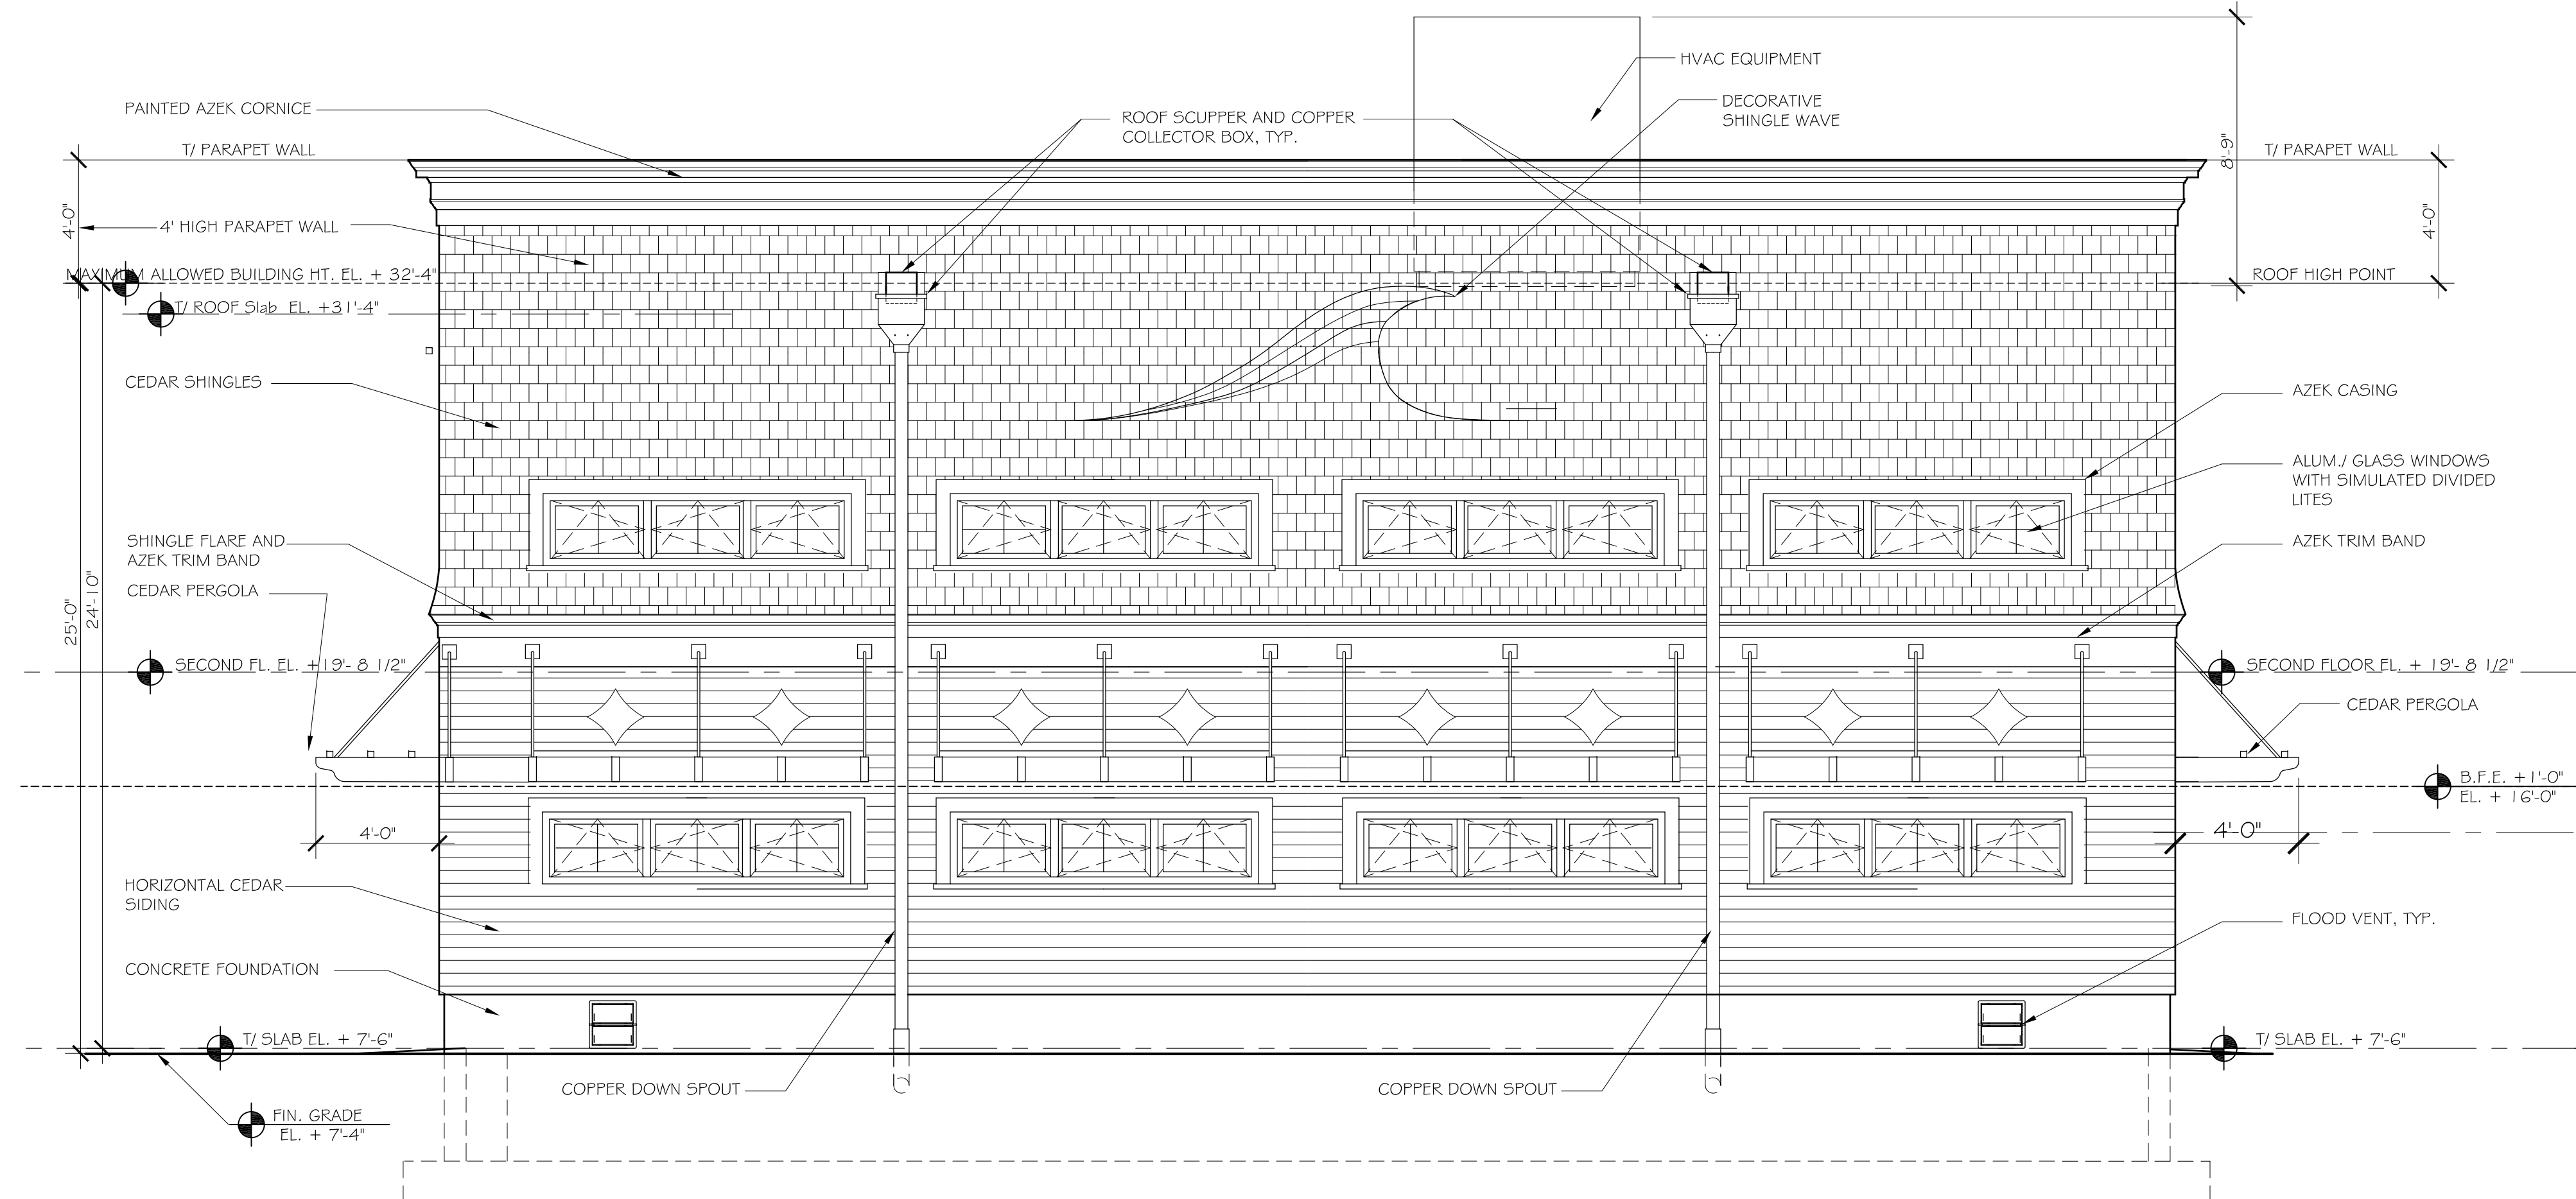 HVAC EQUIPMENT
DECORATIVE
SHINGLE WAVE
PAINTED AZEK CORNICE
ROOF SCUPPER AND COPPER
COLLECTOR BOX, TYP.
T/ PARAPET WALL
8'-9"
T/ PARAPET WALL
4'-0"
4' HIGH PARAPET WALL
4'-0"
MAXIMUM ALLOWED BUILDING HT. EL. + 32'-4"
ROOF HIGH POINT
T/ ROOF Slab EL. +31'-4"
CEDAR SHINGLES
AZEK CASING
ALUM./ GLASS WINDOWS
WITH SIMULATED DIVIDED
LITES
SHINGLE FLARE AND
AZEK TRIM BAND
AZEK TRIM BAND
CEDAR PERGOLA
25'-0"
24'-10"
SECOND FL. EL. +19'- 8 1/2"
SECOND FLOOR EL. + 19'- 8 1/2"
CEDAR PERGOLA
B.F.E. +1'-0"
EL. + 16'-0"
4'-0"
4'-0"
HORIZONTAL CEDAR
SIDING
FLOOD VENT, TYP.
CONCRETE FOUNDATION
T/ SLAB EL. + 7'-6"
T/ SLAB EL. + 7'-6"
COPPER DOWN SPOUT
COPPER DOWN SPOUT
FIN. GRADE
EL. + 7'-4"